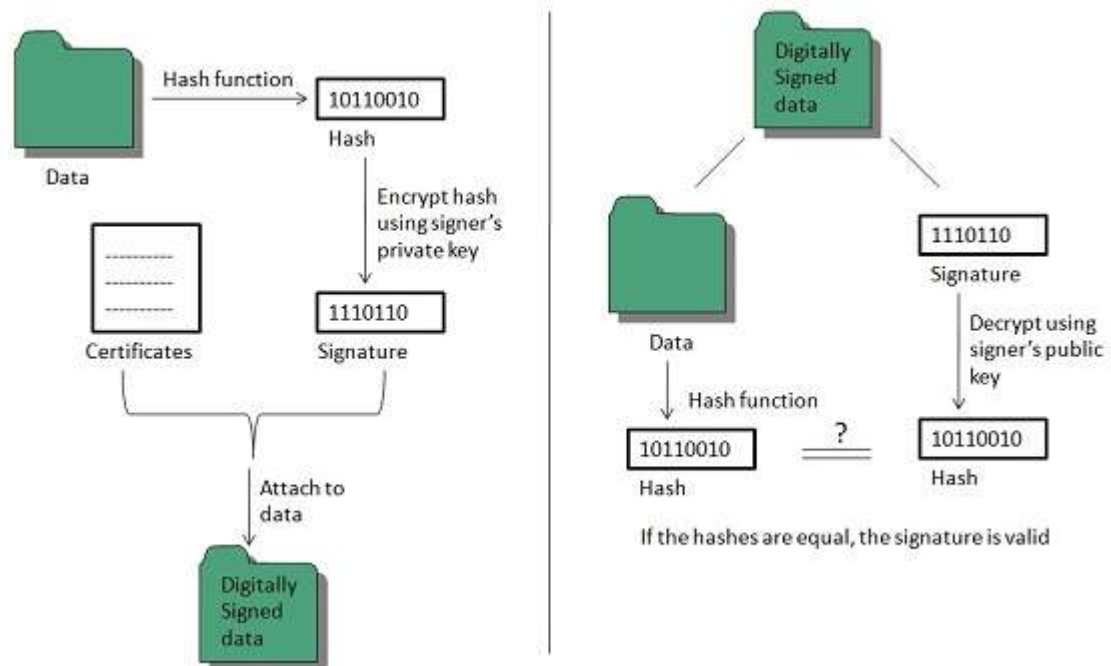 Hash function
10110010
Hash
Data
Encrypt hash
using signer's
private key
Certificates
1110110
Signature
Attach to
data
Digitally
Signed
data
Digitally
Signed
data
Data
1110110
Signature
Decrypt using
signer's public
key
Hash function
10110010
Hash
?
10110010
Hash
If the hashes are equal, the signature is valid